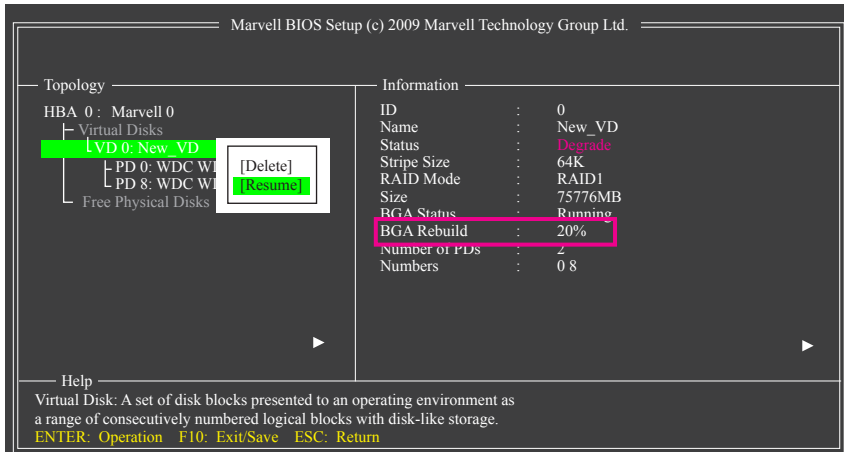 Marvell BIOS Setup (c) 2009 Marvell Technology Group Ltd.
Topology
HBA 0 : Marvell 0
Virtual Disks
VD 0: New_VD
PD 0: WDC
PD 8: WDC
Free Physical Disks
[Delete]
[Resume]
Information
ID : 0
Name : New_VD
Status : Degrade
Stripe Size : 64K
RAID Mode : RAID1
Size : 75776MB
BGA Status : Running
BGA Rebuild : 20%
Number of PDs : 2
Numbers : 0 8
Help
Virtual Disk: A set of disk blocks presented to an operating environment as
a range of consecutively numbered logical blocks with disk-like storage.
ENTER: Operation F10: Exit/Save ESC: Return